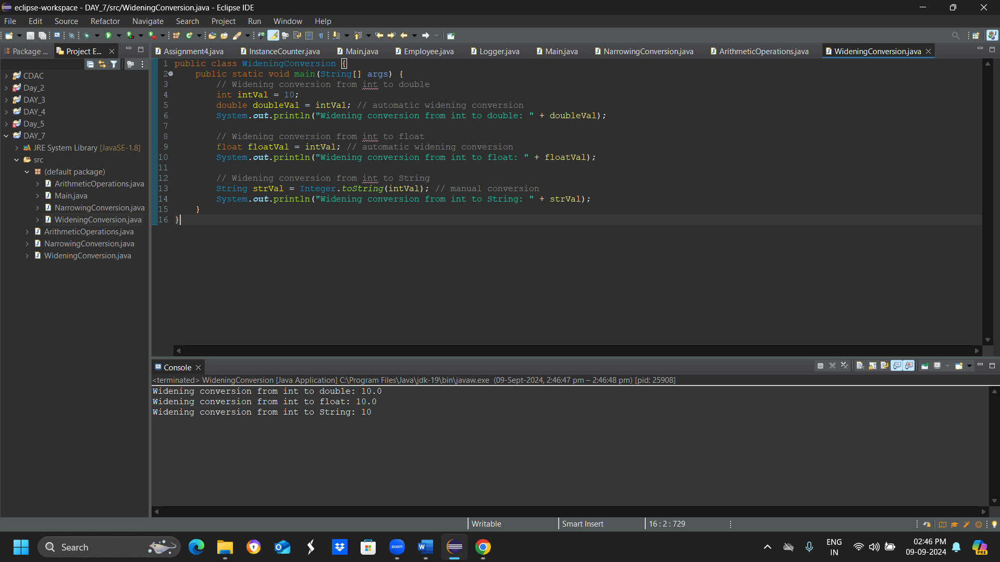 eclipse-workspace - DAY_7/src/WideningConversion.java - Eclipse IDE
File Edit Source Refactor Navigate Search Project Run Window Help
Package ... Project E... Assignment4.java InstanceCounter.java Main.java Employee.java Logger.java Main.java NarrowingConversion.java ArithmeticOperations.java WideningConversion.java
CDAC
Day_2
DAY_3
DAY_4
Day_5
DAY_7
JRE System Library [JavaSE-1.8]
src
(default package)
ArithmeticOperations.java
Main.java
NarrowingConversion.java
WideningConversion.java
ArithmeticOperations.java
NarrowingConversion.java
WideningConversion.java
1 public class WideningConversion {
2 public static void main(String[] args) {
3 // Widening conversion from int to double
4 int intVal = 10;
5 double doubleVal = intVal; // automatic widening conversion
6 System.out.println("Widening conversion from int to double: " + doubleVal);
7
8 // Widening conversion from int to float
9 float floatVal = intVal; // automatic widening conversion
10 System.out.println("Widening conversion from int to float: " + floatVal);
11
12 // Widening conversion from int to String
13 String strVal = Integer.toString(intVal); // manual conversion
14 System.out.println("Widening conversion from int to String: " + strVal);
15 }
16 }
Console
<terminated> WideningConversion [Java Application] C:\Program Files\Java\jdk-19\bin\javaw.exe (09-Sept-2024, 2:46:47 pm – 2:46:48 pm) [pid: 25908]
Widening conversion from int to double: 10.0
Widening conversion from int to float: 10.0
Widening conversion from int to String: 10
Writable Smart Insert 16 : 2 : 729
Search
zoom
W
ENG
IN
02:46 PM
09-09-2024
PRE